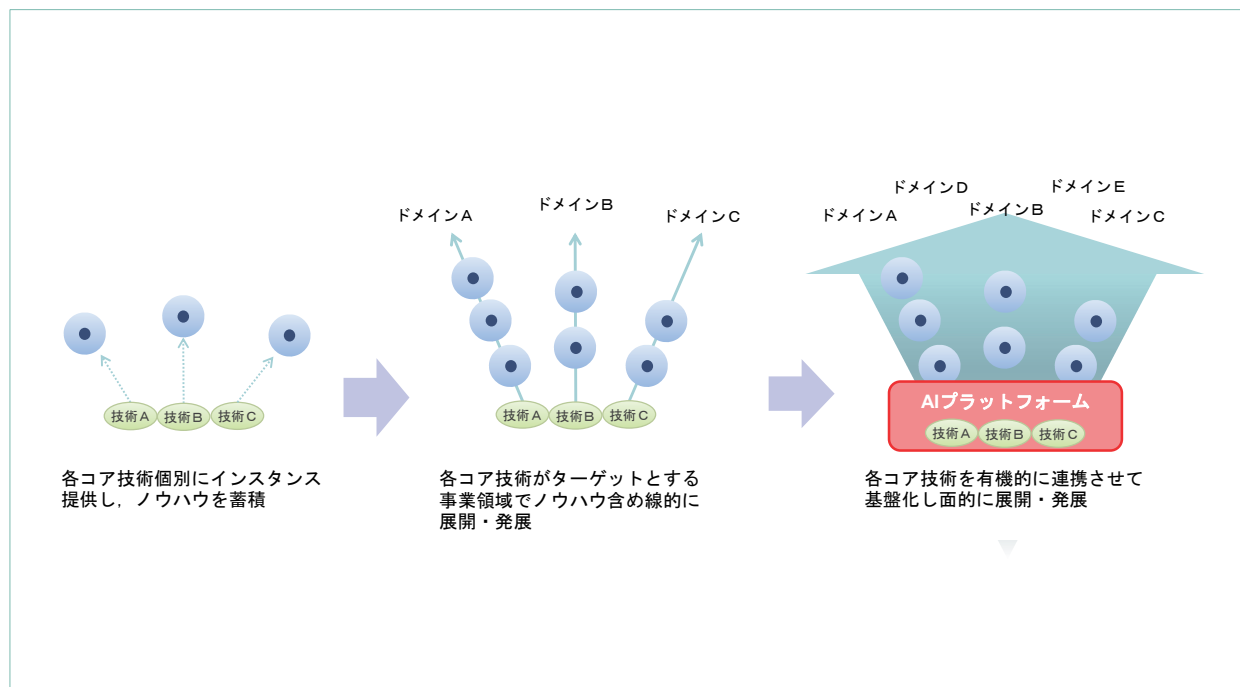 技術A
技術B
技術C
各コア技術個別にインスタンス
提供し，ノウハウを蓄積
ドメインA
ドメインB
ドメインC
技術A
技術B
技術C
各コア技術がターゲットとする
事業領域でノウハウ含め線的に
展開・発展
ドメインD
ドメインE
ドメインA
ドメインB
ドメインC
AIプラットフォーム
技術A
技術B
技術C
各コア技術を有機的に連携させて
基盤化し面的に展開・発展